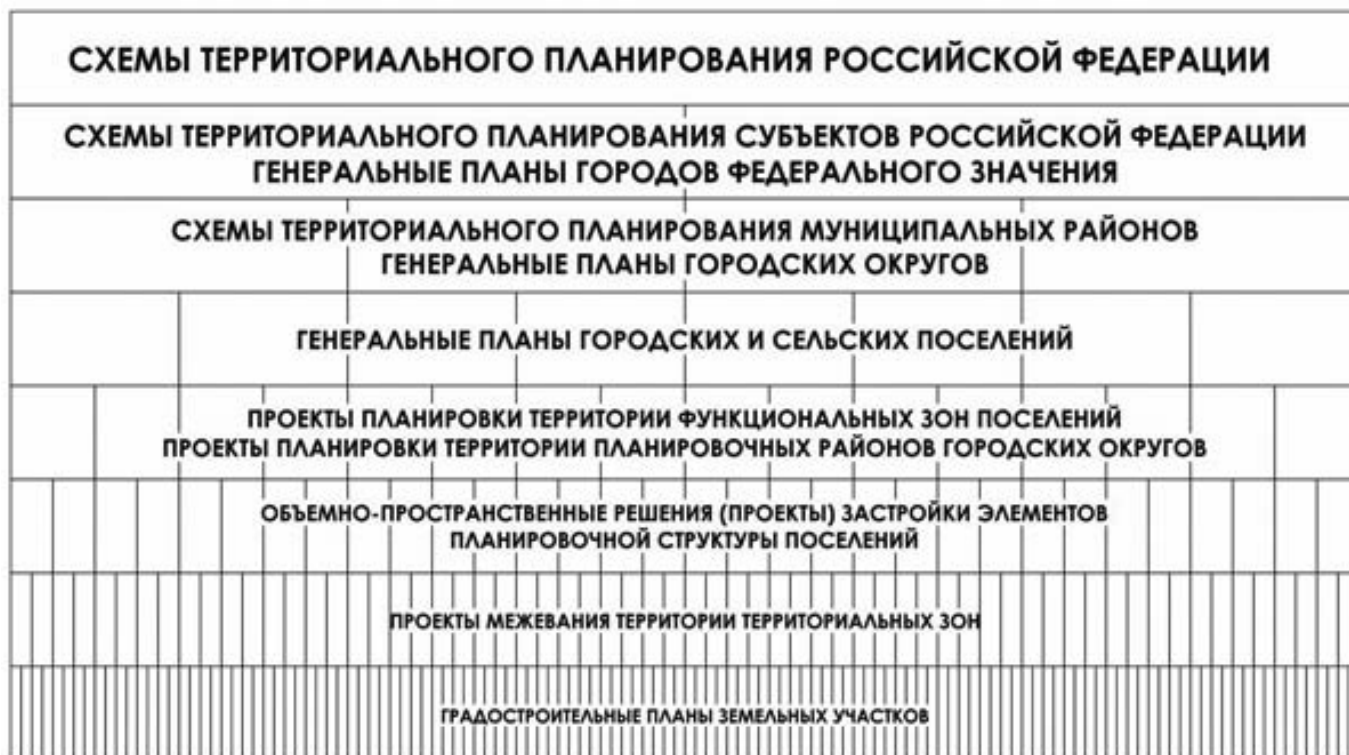 СХЕМЫ ТЕРРИТОРИАЛЬНОГО ПЛАНИРОВАНИЯ РОССИЙСКОЙ ФЕДЕРАЦИИ
СХЕМЫ ТЕРРИТОРИАЛЬНОГО ПЛАНИРОВАНИЯ СУБЪЕКТОВ РОССИЙСКОЙ ФЕДЕРАЦИИ
ГЕНЕРАЛЬНЫЕ ПЛАНЫ ГОРОДОВ ФЕДЕРАЛЬНОГО ЗНАЧЕНИЯ
СХЕМЫ ТЕРРИТОРИАЛЬНОГО ПЛАНИРОВАНИЯ МУНИЦИПАЛЬНЫХ РАЙОНОВ
ГЕНЕРАЛЬНЫЕ ПЛАНЫ ГОРОДСКИХ ОКРУГОВ
ГЕНЕРАЛЬНЫЕ ПЛАНЫ ГОРОДСКИХ И СЕЛЬСКИХ ПОСЕЛЕНИЙ
ПРОЕКТЫ ПЛАНИРОВКИ ТЕРРИТОРИИ ФУНКЦИОНАЛЬНЫХ ЗОН ПОСЕЛЕНИЙ
ПРОЕКТЫ ПЛАНИРОВКИ ТЕРРИТОРИИ ПЛАНИРОВОЧНЫХ РАЙОНОВ ГОРОДСКИХ ОКРУГОВ
ОБЪЕМНО-ПРОСТРАНСТВЕННЫЕ РЕШЕНИЯ (ПРОЕКТЫ) ЗАСТРОЙКИ ЭЛЕМЕНТОВ
ПЛАНИРОВОЧНОЙ СТРУКТУРЫ ПОСЕЛЕНИЙ
ПРОЕКТЫ МЕЖЕВАНИЯ ТЕРРИТОРИИ ТЕРРИТОРИАЛЬНЫХ ЗОН
ГРАДОСТРОИТЕЛЬНЫЕ ПЛАНЫ ЗЕМЕЛЬНЫХ УЧАСТКОВ